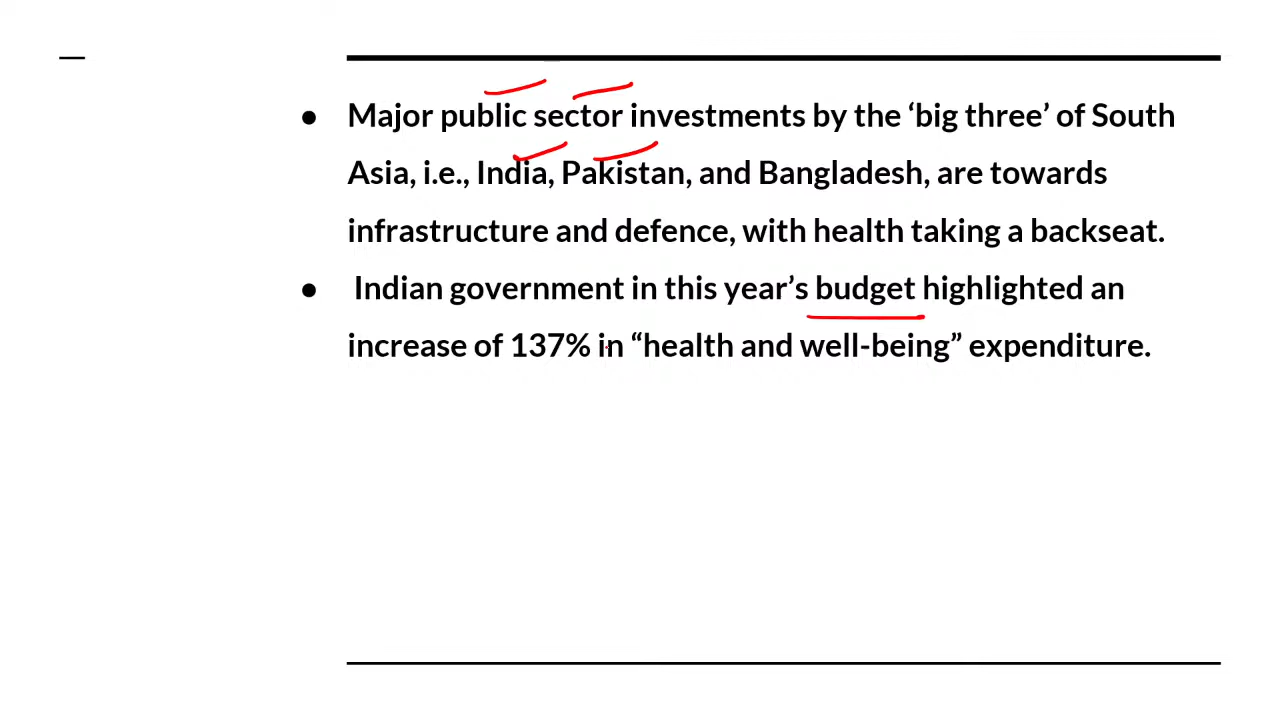 ● Major public sector investments by the ‘big three’ of South
Asia, i.e., India, Pakistan, and Bangladesh, are towards
infrastructure and defence, with health taking a backseat.
● Indian government in this year’s budget highlighted an
increase of 137% in “health and well-being” expenditure.